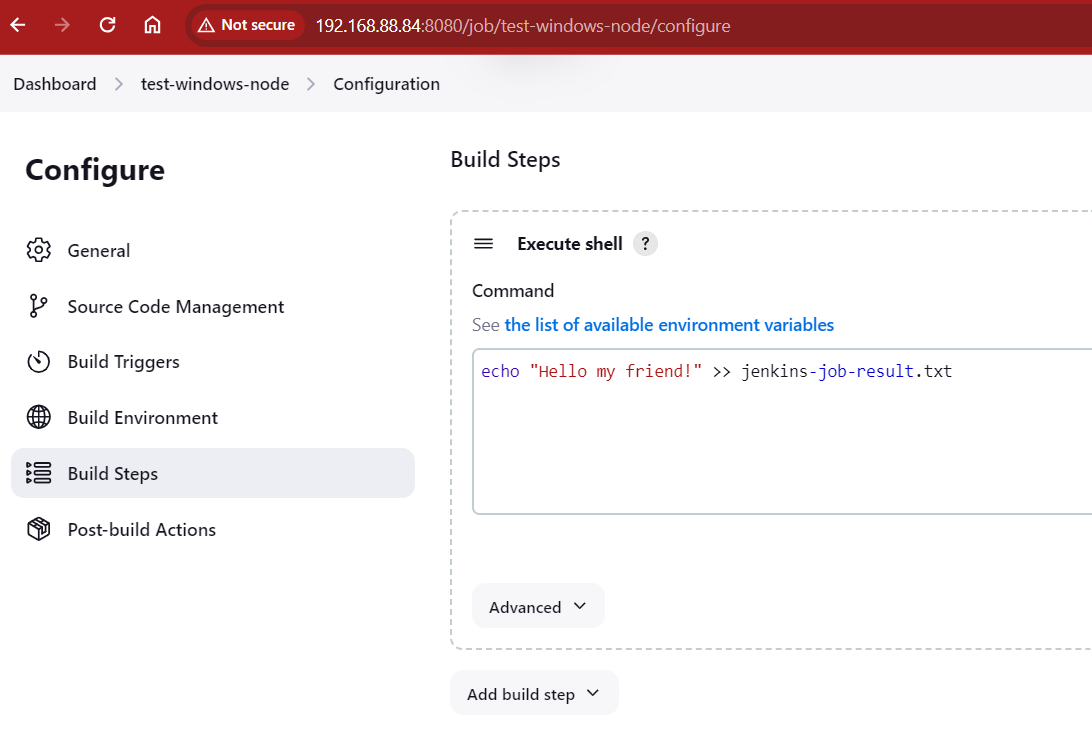 Not secure 192.168.88.84:8080/job/test-windows-node/configure
Dashboard > test-windows-node > Configuration
Configure
General
Source Code Management
Build Triggers
Build Environment
Build Steps
Post-build Actions
Build Steps
Execute shell ?
Command
See the list of available environment variables
echo "Hello my friend!" >> jenkins-job-result.txt
Advanced
Add build step